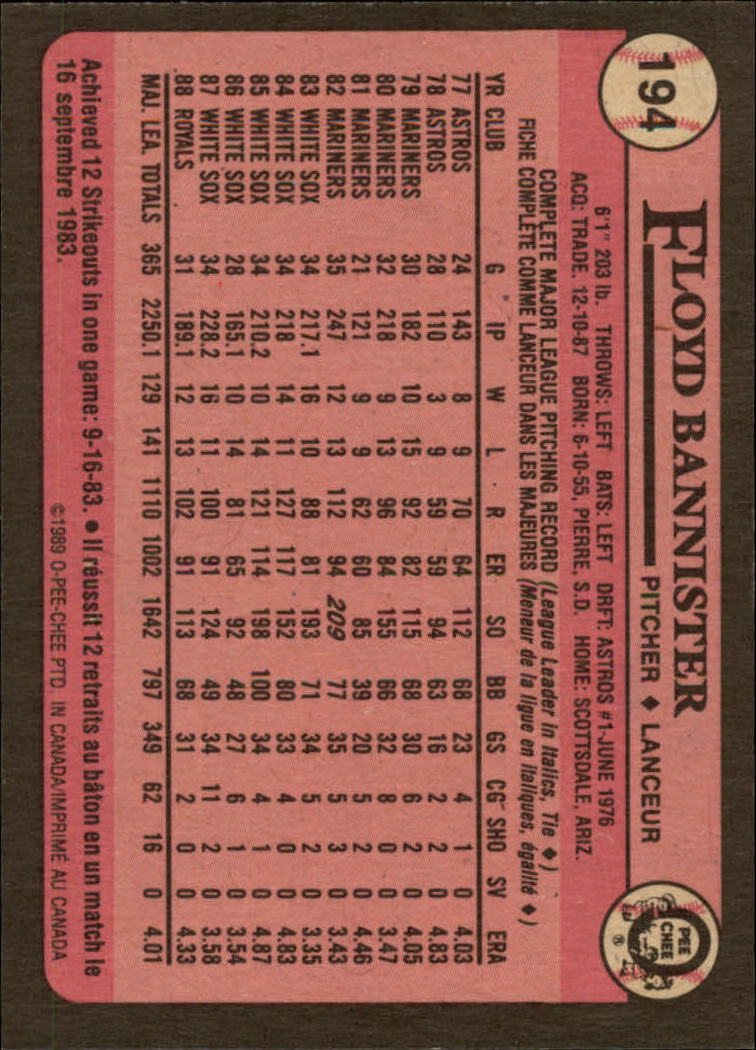 194
FLOYD BANNISTER
PITCHER ♦ LANCEUR
O PEE CHEE ®
6'1" 203 lb. THROWS: LEFT BATS: LEFT DRFT: ASTROS #1-JUNE 1976
ACQ: TRADE, 12-10-87 BORN: 6-10-55, PIERRE, S.D. HOME: SCOTTSDALE, ARIZ.
COMPLETE MAJOR LEAGUE PITCHING RECORD (League Leader in Italics, Tie ♦)
FICHE COMPLÈTE COMME LANCEUR DANS LES MAJEURES (Meneur de la ligue en italiques, égalité ♦)
YR CLUB G IP W L R ER SO BB GS CG SHO SV ERA
77 ASTROS 24 143 8 9 70 64 112 68 23 4 1 0 4.03
78 ASTROS 28 110 3 9 59 59 94 63 16 2 2 0 4.83
79 MARINERS 30 182 10 15 92 82 115 68 30 6 2 0 4.05
80 MARINERS 32 218 9 13 96 84 155 66 32 8 0 0 3.47
81 MARINERS 21 121 9 9 62 60 85 39 20 5 2 0 4.46
82 MARINERS 35 247 12 13 112 94 209 77 35 5 3 0 3.43
83 WHITE SOX 34 217.1 16 10 88 81 193 71 34 5 2 0 3.35
84 WHITE SOX 34 218 14 11 127 117 152 80 33 4 0 0 4.83
85 WHITE SOX 34 210.2 10 14 121 114 198 100 34 4 1 0 4.87
86 WHITE SOX 28 165.1 10 14 81 65 92 48 27 6 1 0 3.54
87 WHITE SOX 34 228.2 16 11 100 91 124 49 34 11 2 0 3.58
88 ROYALS 31 189.1 12 13 102 91 113 68 31 2 0 0 4.33
MAJ. LEA. TOTALS 365 2250.1 129 141 1110 1002 1642 797 349 62 16 0 4.01
Achieved 12 Strikeouts in one game: 9-16-83. ● Il réussit 12 retraits au bâton en un match le
16 septembre 1983.
©1989 O-PEE-CHEE PTD. IN CANADA/IMPRIMÉ AU CANADA